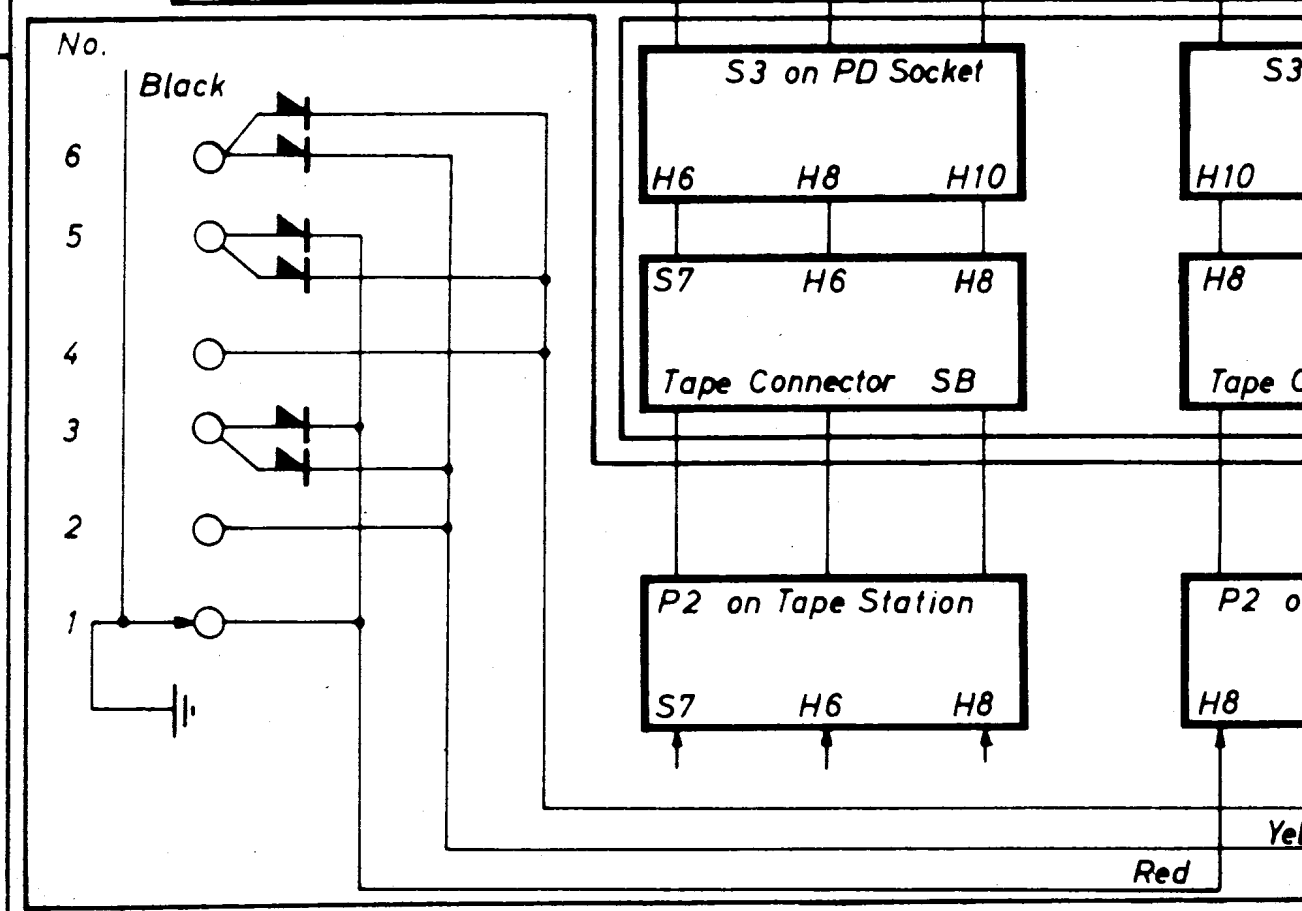 No.
Black
6
5
4
3
2
1
S3 on PD Socket
H6 H8 H10
S7 H6 H8
Tape Connector SB
P2 on Tape Station
S7 H6 H8
S3
H10
H8
Tape
P2
H8
Red